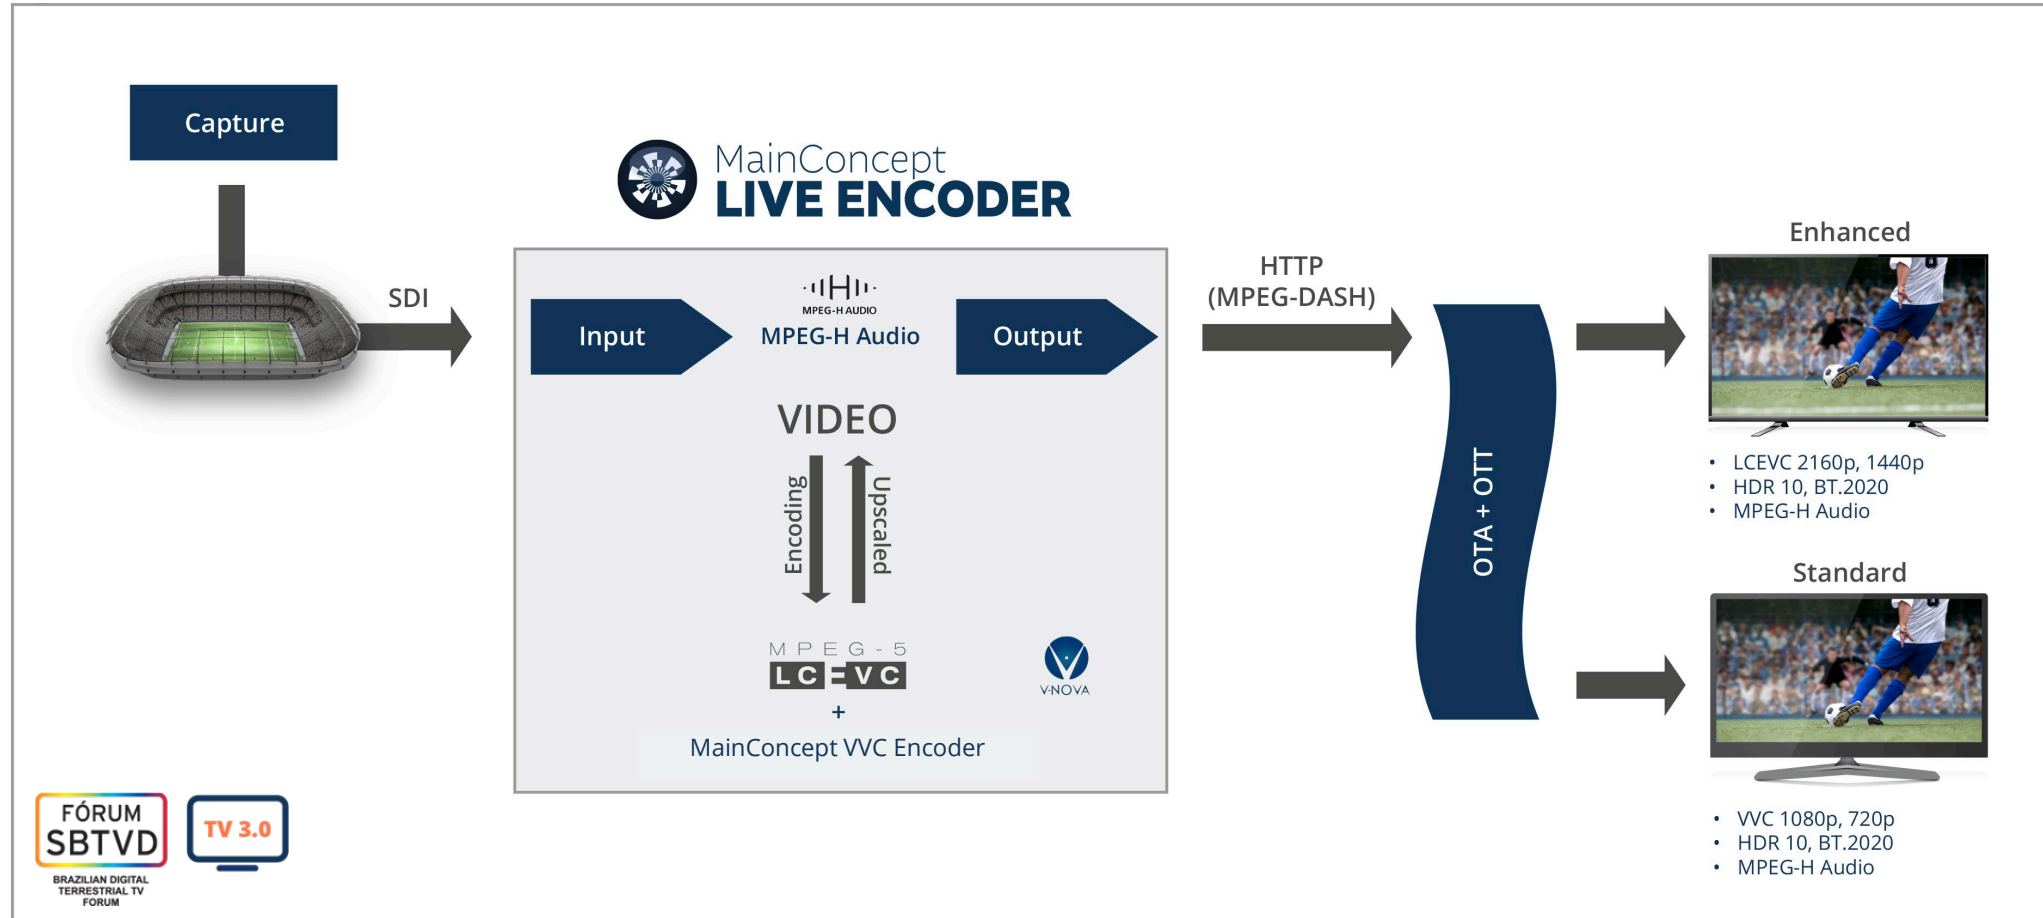 Capture
SDI
MainConcept
LIVE ENCODER
Input
MPEG-H AUDIO
MPEG-H Audio
Output
VIDEO
Encoding
Upscaled
MPEG-5
LCEVC
+
MainConcept VVC Encoder
V-NOVA
HTTP
(MPEG-DASH)
OTA + OTT
Enhanced
• LCEVC 2160p, 1440p
• HDR 10, BT.2020
• MPEG-H Audio
Standard
• VVC 1080p, 720p
• HDR 10, BT.2020
• MPEG-H Audio
FÓRUM
SBTVD
BRAZILIAN DIGITAL
TERRESTRIAL TV
FORUM
TV 3.0